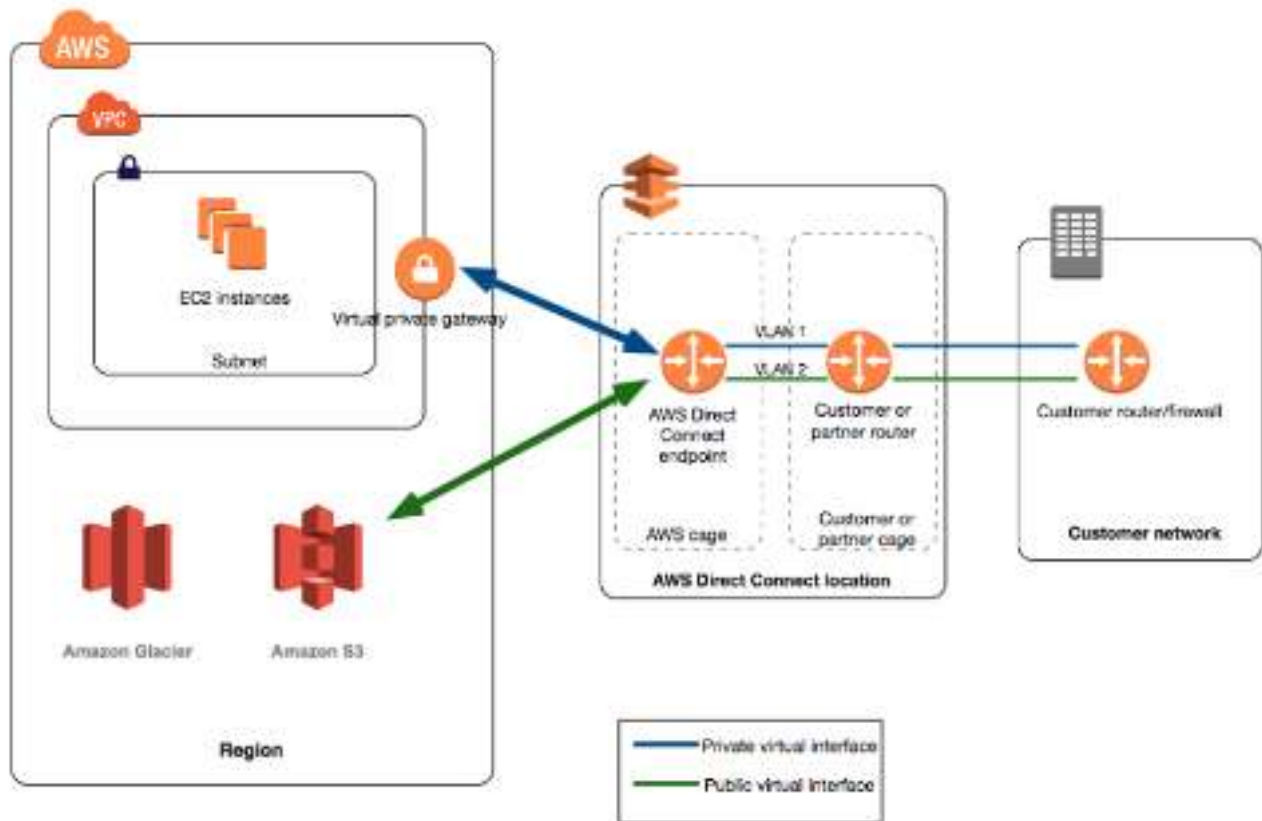 AWS
VPC
EC2 instances
Virtual private gateway
Subnet
VLAN 1
VLAN 2
AWS Direct
Connect
endpoint
Customer or
partner router
Customer router/firewall
AWS cage
Customer or
partner cage
Customer network
AWS Direct Connect location
Amazon Glacier
Amazon S3
Region
Private virtual interface
Public virtual interface